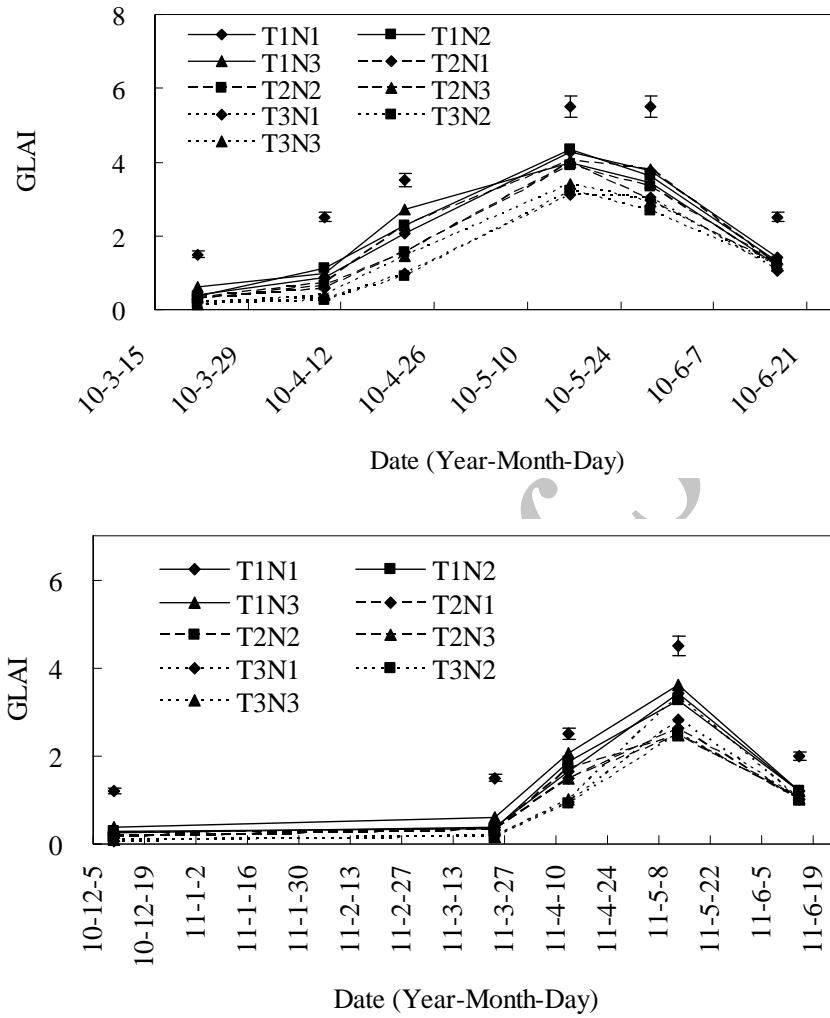 8
6
4
2
0
GLAI
T1N1
T1N2
T1N3
T2N1
T2N2
T2N3
T3N1
T3N2
T3N3
10-3-15
10-3-29
10-4-12
10-4-26
10-5-10
10-5-24
10-6-7
10-6-21
Date (Year-Month-Day)
6
4
2
0
GLAI
T1N1
T1N2
T1N3
T2N1
T2N2
T2N3
T3N1
T3N2
T3N3
10-12-5
10-12-19
11-1-2
11-1-16
11-1-30
11-2-13
11-2-27
11-3-13
11-3-27
11-4-10
11-4-24
11-5-8
11-5-22
11-6-5
11-6-19
Date (Year-Month-Day)